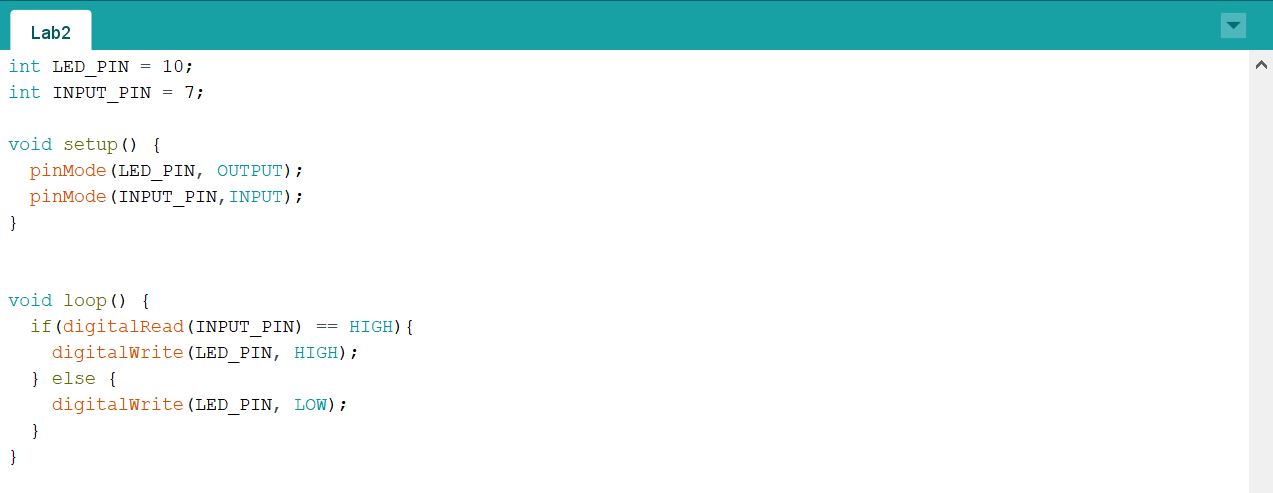 Lab2
int LED_PIN = 10;
int INPUT_PIN = 7;
void setup() {
  pinMode(LED_PIN, OUTPUT);
  pinMode(INPUT_PIN,INPUT);
}
void loop() {
  if(digitalRead(INPUT_PIN) == HIGH){
    digitalWrite(LED_PIN, HIGH);
  } else {
    digitalWrite(LED_PIN, LOW);
  }
}